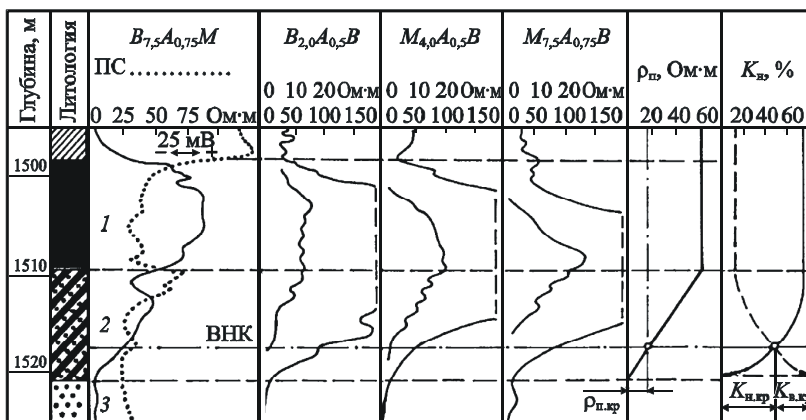 Глубина, м
Литология
B7,5A0,75M
ПС
0 25 50 75 Ом·м
25 мВ
B2,0A0,5B
0 10 20 Ом·м
0 50 100 150
M4,0A0,5B
0 10 20 Ом·м
0 50 100 150
M7,5A0,75B
0 10 20 Ом·м
0 50 100 150
ρп, Ом·м
20 40 60
Kн, %
20 40 60
1500
1
1510
2
ВНК
1520
3
ρп.кр
Kн.кр
Kв.к